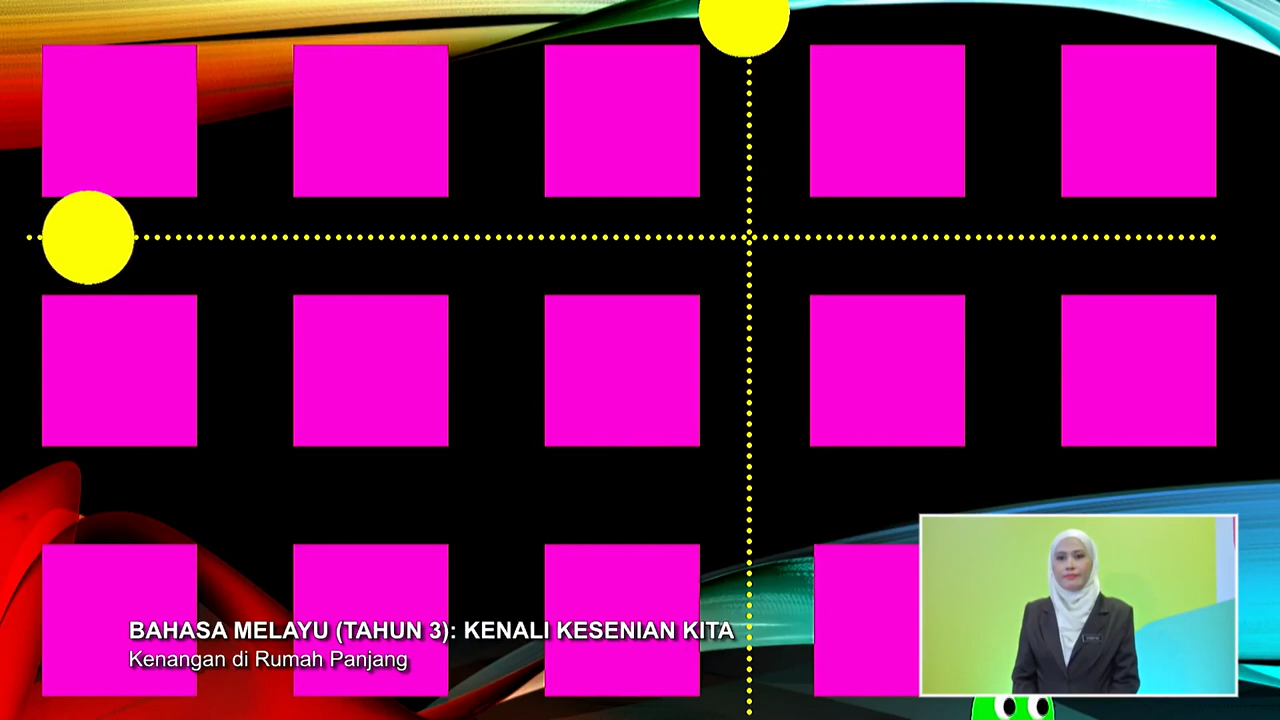 BAHASA MELAYU (TAHUN 3): KENALI KESENIAN KITA
Kenangan di Rumah Panjang